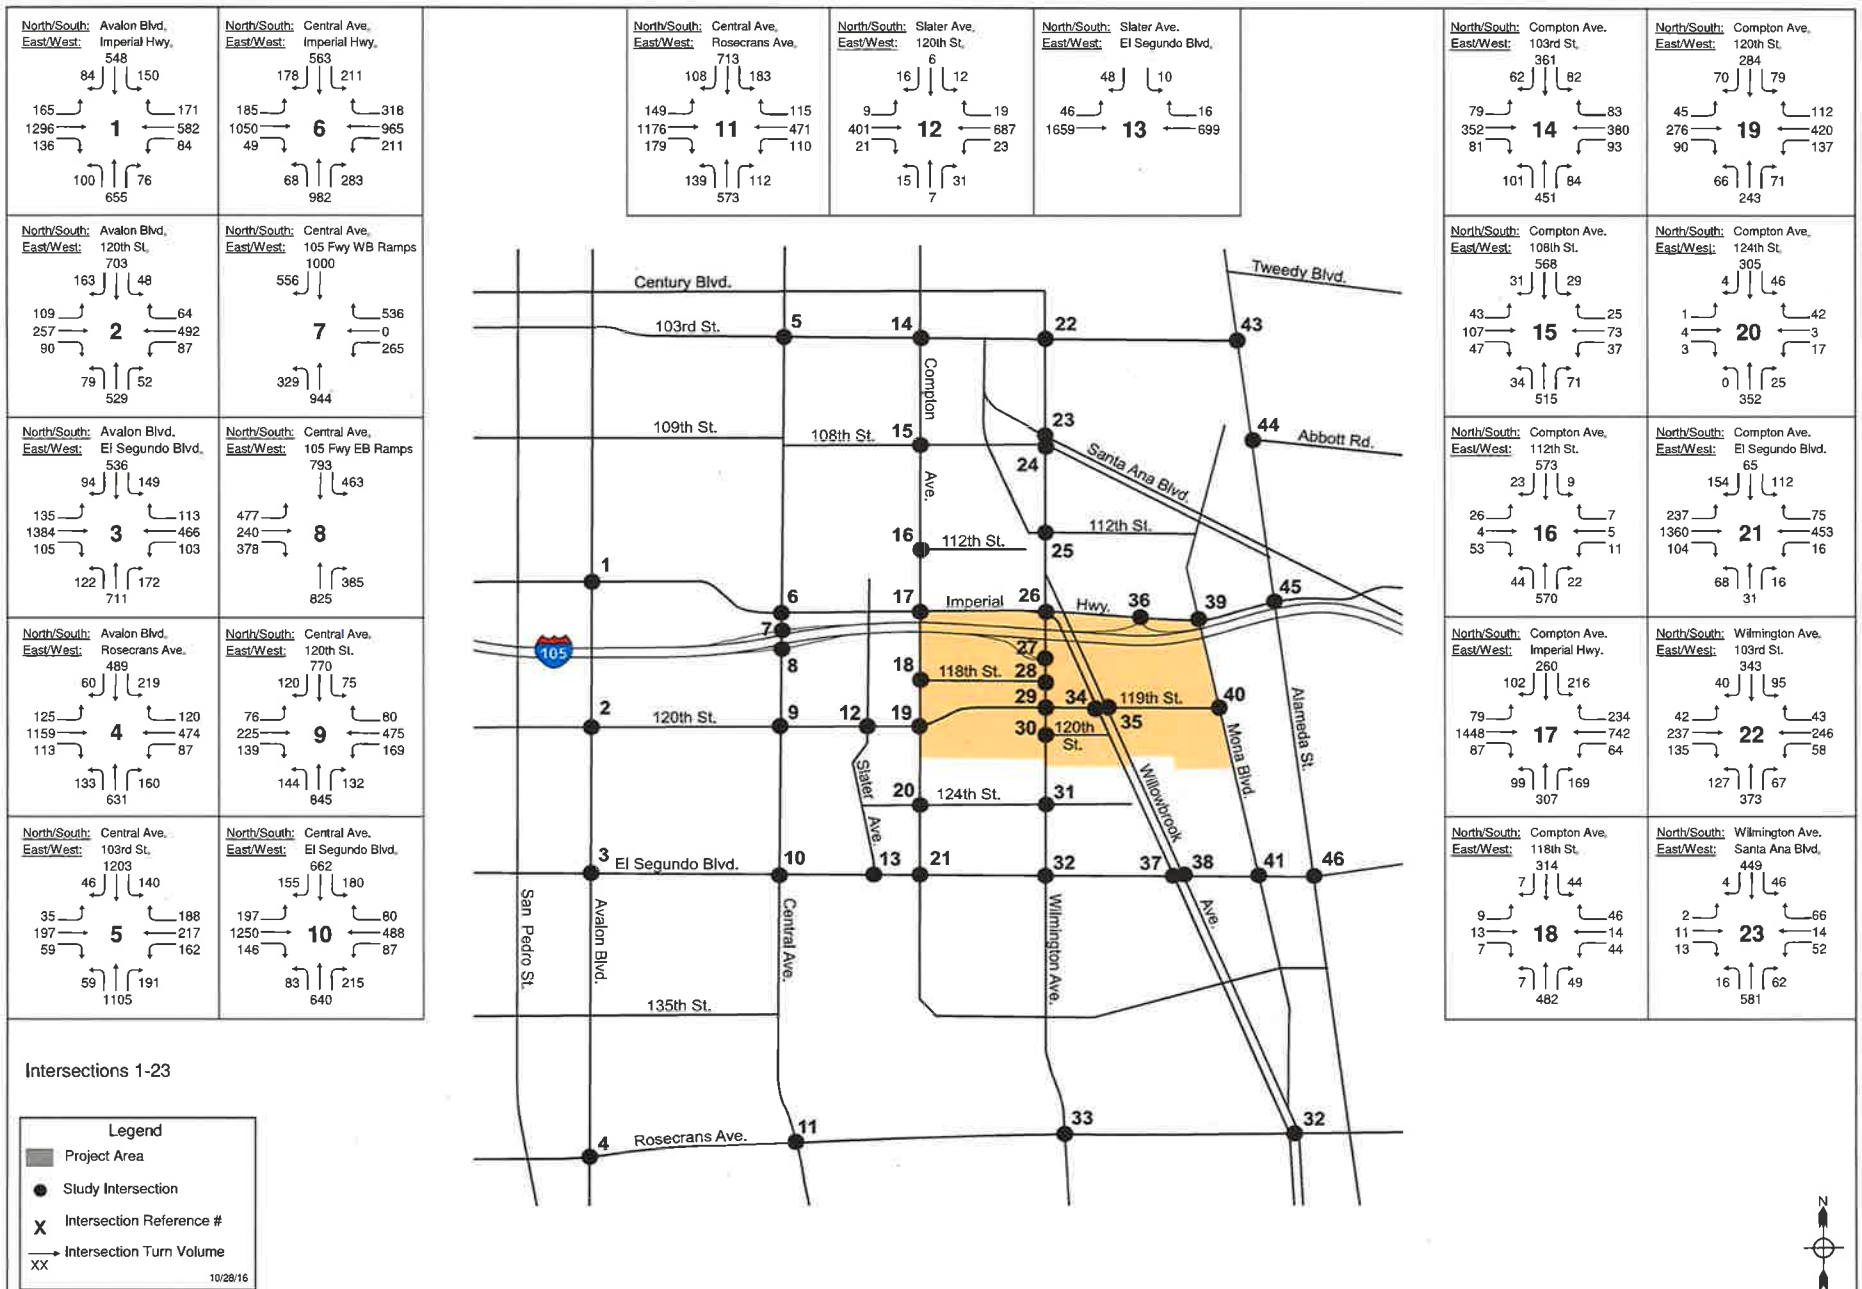 North/South: Avalon Blvd.
East/West: Imperial Hwy.
548
84 150
165 171
1296 1 582
136 84
100 76
655
North/South: Central Ave.
East/West: Imperial Hwy.
563
178 211
185 318
1050 6 965
49 211
68 283
982
North/South: Central Ave.
East/West: Rosecrans Ave.
713
108 183
149 115
1176 11 471
179 110
139 112
573
North/South: Slater Ave.
East/West: 120th St.
6
16 12
9 19
401 12 687
21 23
15 31
7
North/South: Slater Ave.
East/West: El Segundo Blvd.
48 10
46 16
1659 13 699
North/South: Compton Ave.
East/West: 103rd St.
361
62 82
79 83
352 14 380
81 93
101 84
451
North/South: Compton Ave.
East/West: 120th St.
284
70 79
45 112
276 19 420
90 137
66 71
243
North/South: Avalon Blvd.
East/West: 120th St.
703
163 48
109 64
257 2 492
90 87
79 52
529
North/South: Central Ave.
East/West: 105 Fwy WB Ramps
1000
556
536
7 0
265
329
944
North/South: Compton Ave.
East/West: 108th St.
568
31 29
43 25
107 15 73
47 37
34 71
515
North/South: Compton Ave.
East/West: 124th St.
305
4 46
1 42
4 20 3
3 17
0 25
352
North/South: Avalon Blvd.
East/West: El Segundo Blvd.
536
94 149
135 113
1384 3 466
105 103
122 172
711
North/South: Central Ave.
East/West: 105 Fwy EB Ramps
793
463
477
240 8
378
385
825
North/South: Compton Ave.
East/West: 112th St.
573
23 9
26 7
4 16 5
53 11
44 22
570
North/South: Compton Ave.
East/West: El Segundo Blvd.
65
154 112
237 75
1360 21 453
104 16
68 16
31
North/South: Avalon Blvd.
East/West: Rosecrans Ave.
489
60 219
125 120
1159 4 474
113 87
133 160
631
North/South: Central Ave.
East/West: 120th St.
770
120 75
76 80
225 9 475
139 169
144 132
845
North/South: Compton Ave.
East/West: Imperial Hwy.
260
102 216
79 234
1448 17 742
87 64
99 169
307
North/South: Wilmington Ave.
East/West: 103rd St.
343
40 95
42 43
237 22 246
135 58
127 67
373
North/South: Central Ave.
East/West: 103rd St.
1203
46 140
35 188
197 5 217
59 162
59 191
1105
North/South: Central Ave.
East/West: El Segundo Blvd.
662
155 180
197 80
1250 10 488
146 87
83 215
640
North/South: Compton Ave.
East/West: 118th St.
314
7 44
9 46
13 18 14
7 44
7 49
482
North/South: Wilmington Ave.
East/West: Santa Ana Blvd.
449
4 46
2 66
11 23 14
13 52
16 62
581
Tweedy Blvd.
Century Blvd.
103rd St.
5
14
22
43
Compton
Ave.
109th St.
108th St.
15
23
24
44
Abbott Rd.
Santa Ana Blvd.
16
112th St.
25
112th St.
1
6
17
Imperial
26
Hwy.
36
39
45
7
105
8
27
18
118th St.
28
29
34
119th St.
40
2
120th St.
9
12
19
30
120th
St.
35
Slater
Ave.
Willowbrook
Ave.
Mona Blvd.
Alameda St.
20
124th St.
31
3
El Segundo Blvd.
10
13
21
32
37
38
41
46
San Pedro St.
Avalon Blvd.
Central Ave.
Wilmington Ave.
135th St.
4
Rosecrans Ave.
11
33
32
Intersections 1-23
Legend
Project Area
Study Intersection
X Intersection Reference #
Intersection Turn Volume
XX
10/28/16
N